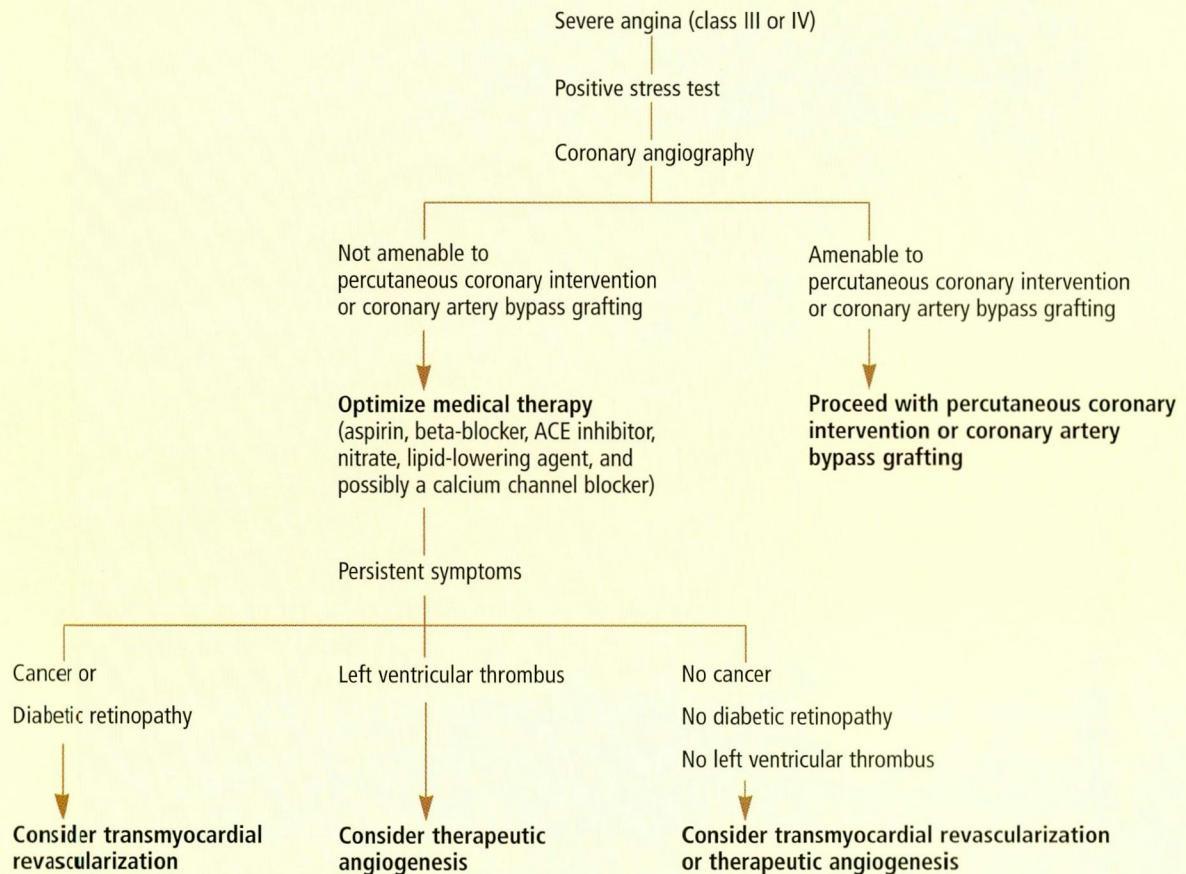 Severe angina (class III or IV)
Positive stress test
Coronary angiography
Not amenable to
percutaneous coronary intervention
or coronary artery bypass grafting
Amenable to
percutaneous coronary intervention
or coronary artery bypass grafting
Optimize medical therapy
(aspirin, beta-blocker, ACE inhibitor,
nitrate, lipid-lowering agent, and
possibly a calcium channel blocker)
Proceed with percutaneous coronary
intervention or coronary artery
bypass grafting
Persistent symptoms
Cancer or
Diabetic retinopathy
Left ventricular thrombus
No cancer
No diabetic retinopathy
No left ventricular thrombus
Consider transmyocardial
revascularization
Consider therapeutic
angiogenesis
Consider transmyocardial revascularization
or therapeutic angiogenesis